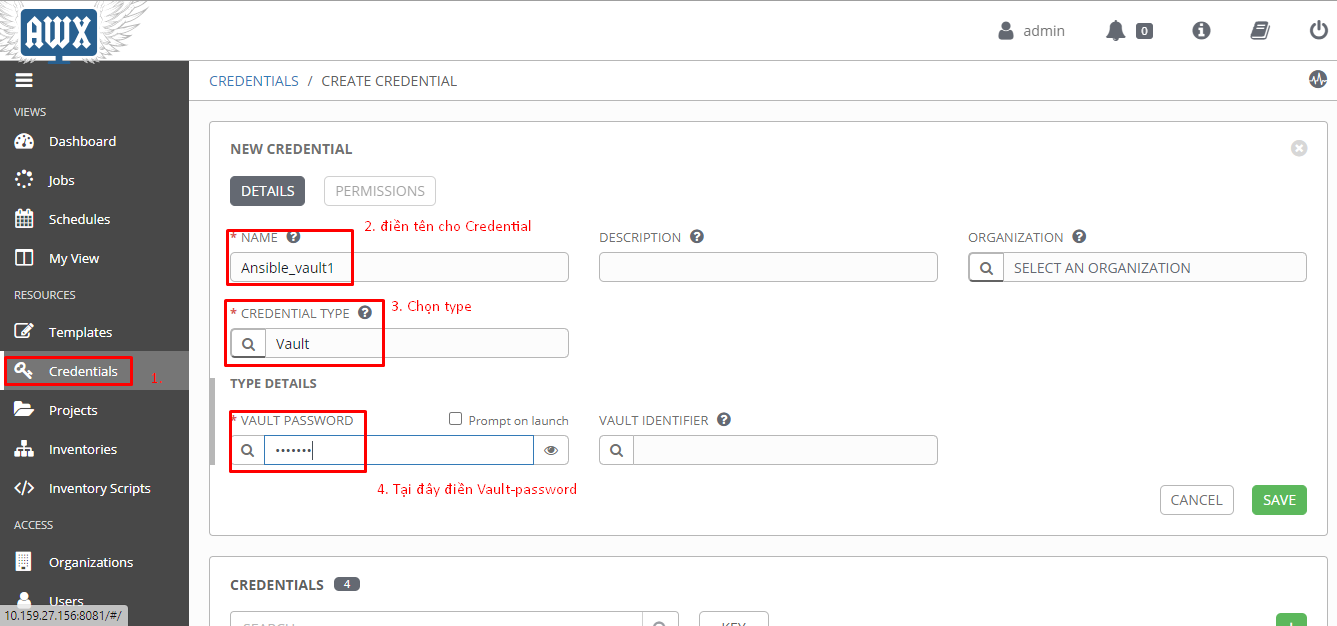 AWX
admin
0
VIEWS
Dashboard
Jobs
Schedules
My View
RESOURCES
Templates
Credentials
1.
Projects
Inventories
Inventory Scripts
ACCESS
Organizations
Users
10.159.27.156:8081/#/
CREDENTIALS / CREATE CREDENTIAL
NEW CREDENTIAL
DETAILS PERMISSIONS
2. điền tên cho Credential
* NAME DESCRIPTION ORGANIZATION
Ansible_vault1 SELECT AN ORGANIZATION
3. Chọn type
* CREDENTIAL TYPE
Vault
TYPE DETAILS
* VAULT PASSWORD Prompt on launch VAULT IDENTIFIER
•••••••
4. Tại đây điền Vault-password
CANCEL SAVE
CREDENTIALS 4
SEARCH KEY